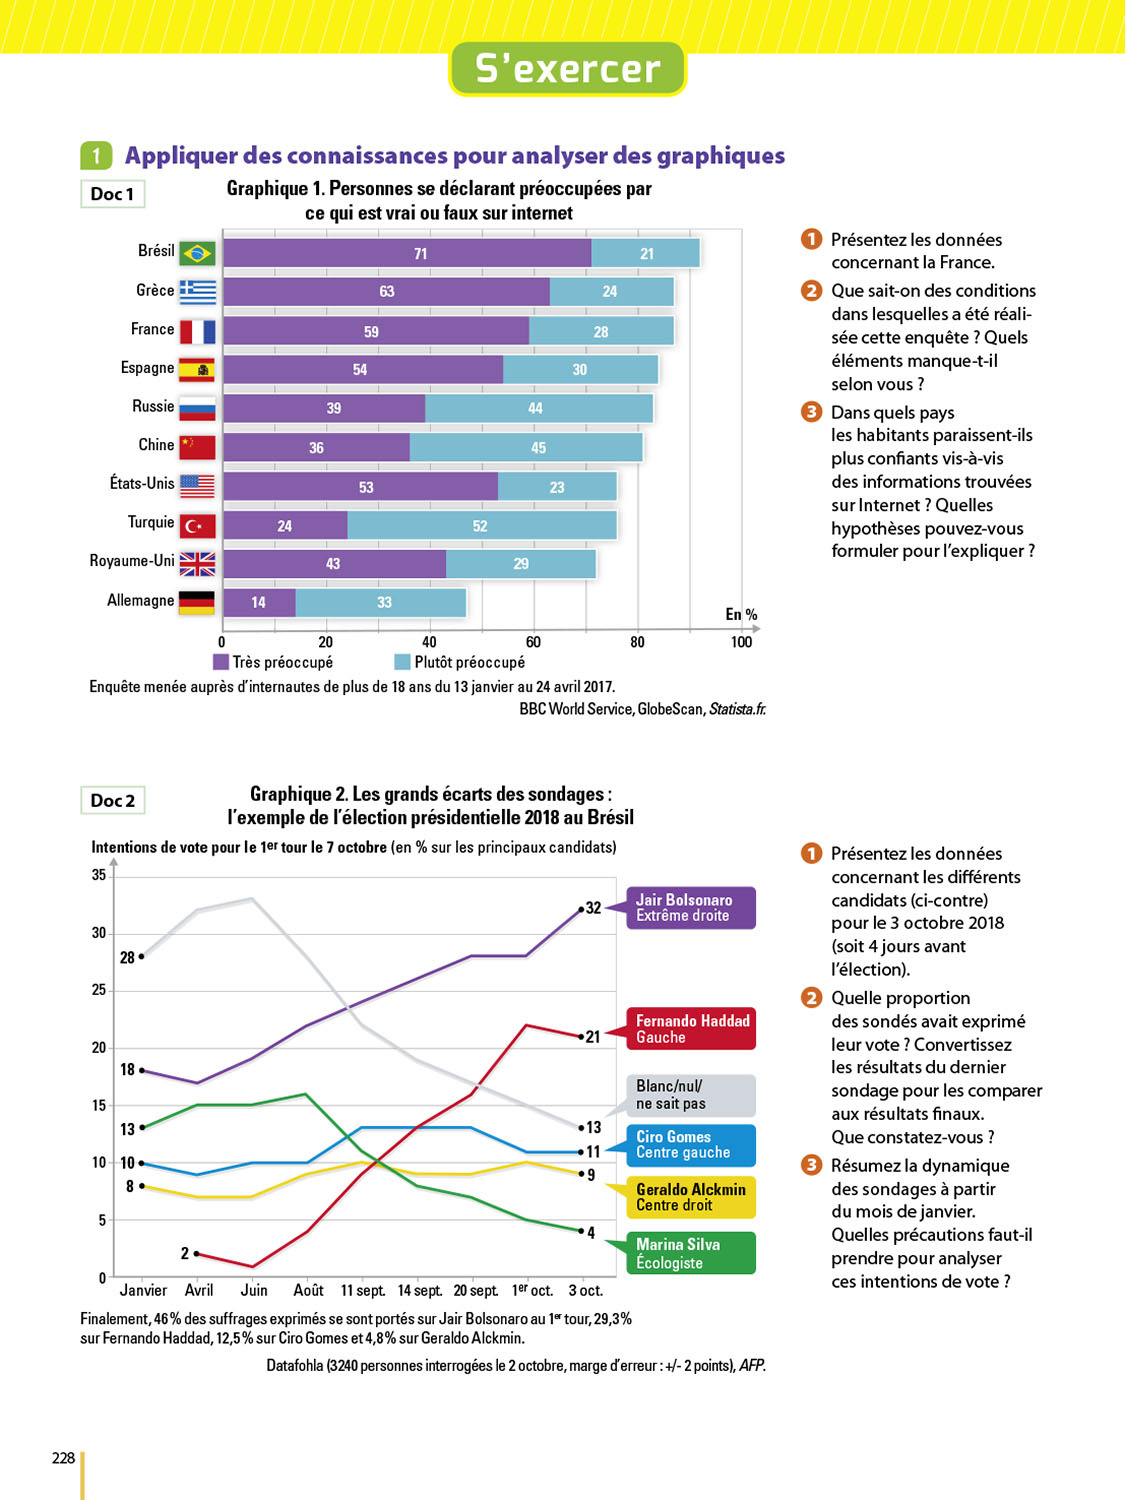 S'exercer
1 Appliquer des connaissances pour analyser des graphiques
Doc 1
Graphique 1. Personnes se déclarant préoccupées par
ce qui est vrai ou faux sur internet
Brésil 71 21
Grèce 63 24
France 59 28
Espagne 54 30
Russie 39 44
Chine 36 45
États-Unis 53 23
Turquie 24 52
Royaume-Uni 43 29
Allemagne 14 33
En %
0 20 40 60 80 100
Très préoccupé Plutôt préoccupé
Enquête menée auprès d'internautes de plus de 18 ans du 13 janvier au 24 avril 2017.
BBC World Service, GlobeScan, Statista.fr.
1 Présentez les données
concernant la France.
2 Que sait-on des conditions
dans lesquelles a été réali-
sée cette enquête ? Quels
éléments manque-t-il
selon vous ?
3 Dans quels pays
les habitants paraissent-ils
plus confiants vis-à-vis
des informations trouvées
sur Internet ? Quelles
hypothèses pouvez-vous
formuler pour l'expliquer ?
Doc 2
Graphique 2. Les grands écarts des sondages :
l'exemple de l'élection présidentielle 2018 au Brésil
Intentions de vote pour le 1er tour le 7 octobre (en % sur les principaux candidats)
35
30
25
20
15
10
5
0
28
18
13
10
8
2
32
21
13
11
9
4
Jair Bolsonaro
Extrême droite
Fernando Haddad
Gauche
Blanc/nul/
ne sait pas
Ciro Gomes
Centre gauche
Geraldo Alckmin
Centre droit
Marina Silva
Écologiste
Janvier Avril Juin Août 11 sept. 14 sept. 20 sept. 1er oct. 3 oct.
Finalement, 46 % des suffrages exprimés se sont portés sur Jair Bolsonaro au 1er tour, 29,3 %
sur Fernando Haddad, 12,5 % sur Ciro Gomes et 4,8 % sur Geraldo Alckmin.
Datafohla (3240 personnes interrogées le 2 octobre, marge d'erreur : +/- 2 points), AFP.
1 Présentez les données
concernant les différents
candidats (ci-contre)
pour le 3 octobre 2018
(soit 4 jours avant
l'élection).
2 Quelle proportion
des sondés avait exprimé
leur vote ? Convertissez
les résultats du dernier
sondage pour les comparer
aux résultats finaux.
Que constatez-vous ?
3 Résumez la dynamique
des sondages à partir
du mois de janvier.
Quelles précautions faut-il
prendre pour analyser
ces intentions de vote ?
228